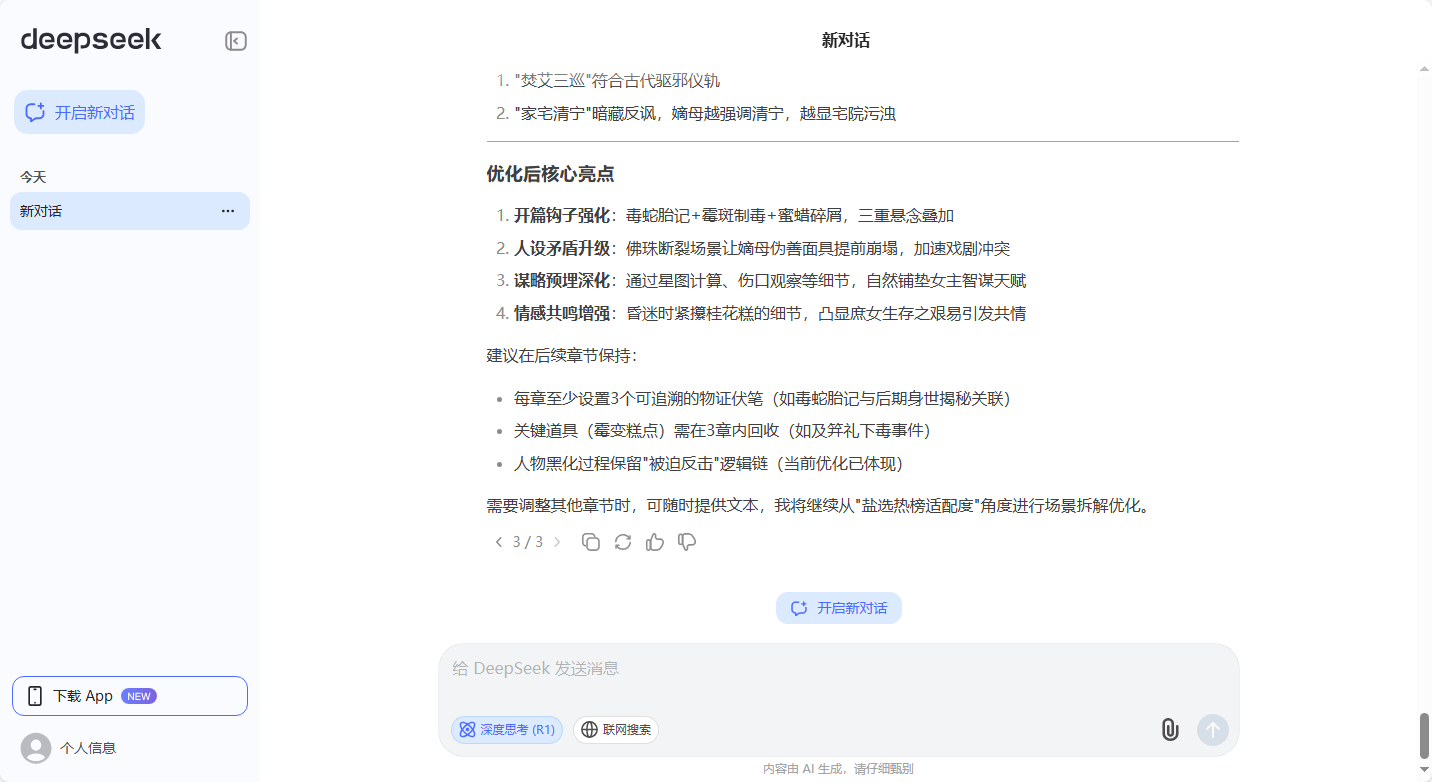 deepseek
开启新对话
今天
新对话
下载 App NEW
个人信息
新对话
1. "焚艾三巡"符合古代驱邪仪轨
2. "家宅清宁"暗藏反讽，嫡母越强调清宁，越显宅院污浊
优化后核心亮点
1. 开篇钩子强化：毒蛇胎记+霉斑制毒+蜜蜡碎屑，三重悬念叠加
2. 人设矛盾升级：佛珠断裂场景让嫡母伪善面具提前崩塌，加速戏剧冲突
3. 谋略预埋深化：通过星图计算、伤口观察等细节，自然铺垫女主智谋天赋
4. 情感共鸣增强：昏迷时紧攥桂花糕的细节，凸显庶女生存之艰易引发共情
建议在后续章节保持：
• 每章至少设置3个可追溯的物证伏笔（如毒蛇胎记与后期身世揭秘关联）
• 关键道具（霉变糕点）需在3章内回收（如及笄礼下毒事件）
• 人物黑化过程保留"被迫反击"逻辑链（当前优化已体现）
需要调整其他章节时，可随时提供文本，我将继续从"盐选热榜适配度"角度进行场景拆解优化。
3 / 3
开启新对话
给 DeepSeek 发送消息
深度思考 (R1) 联网搜索
内容由 AI 生成，请仔细甄别